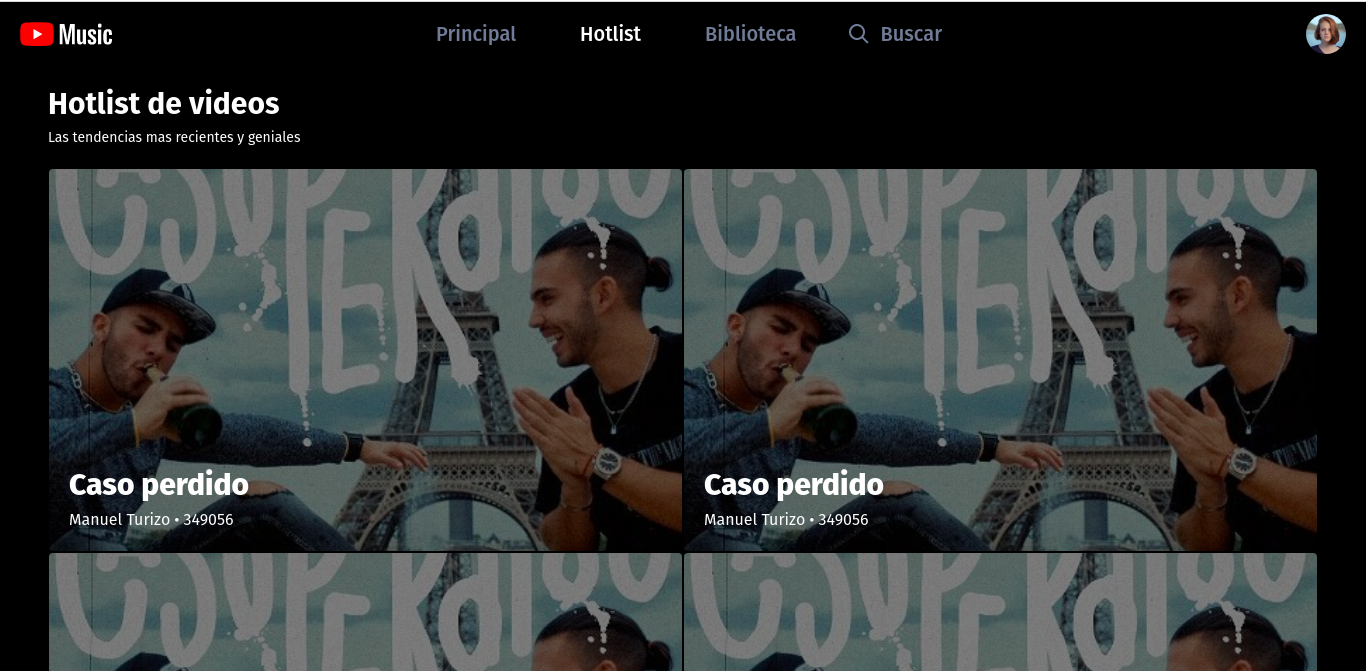 Music
Principal
Hotlist
Biblioteca
Buscar
Hotlist de videos
Las tendencias mas recientes y geniales
Caso perdido
Manuel Turizo • 349056
Caso perdido
Manuel Turizo • 349056